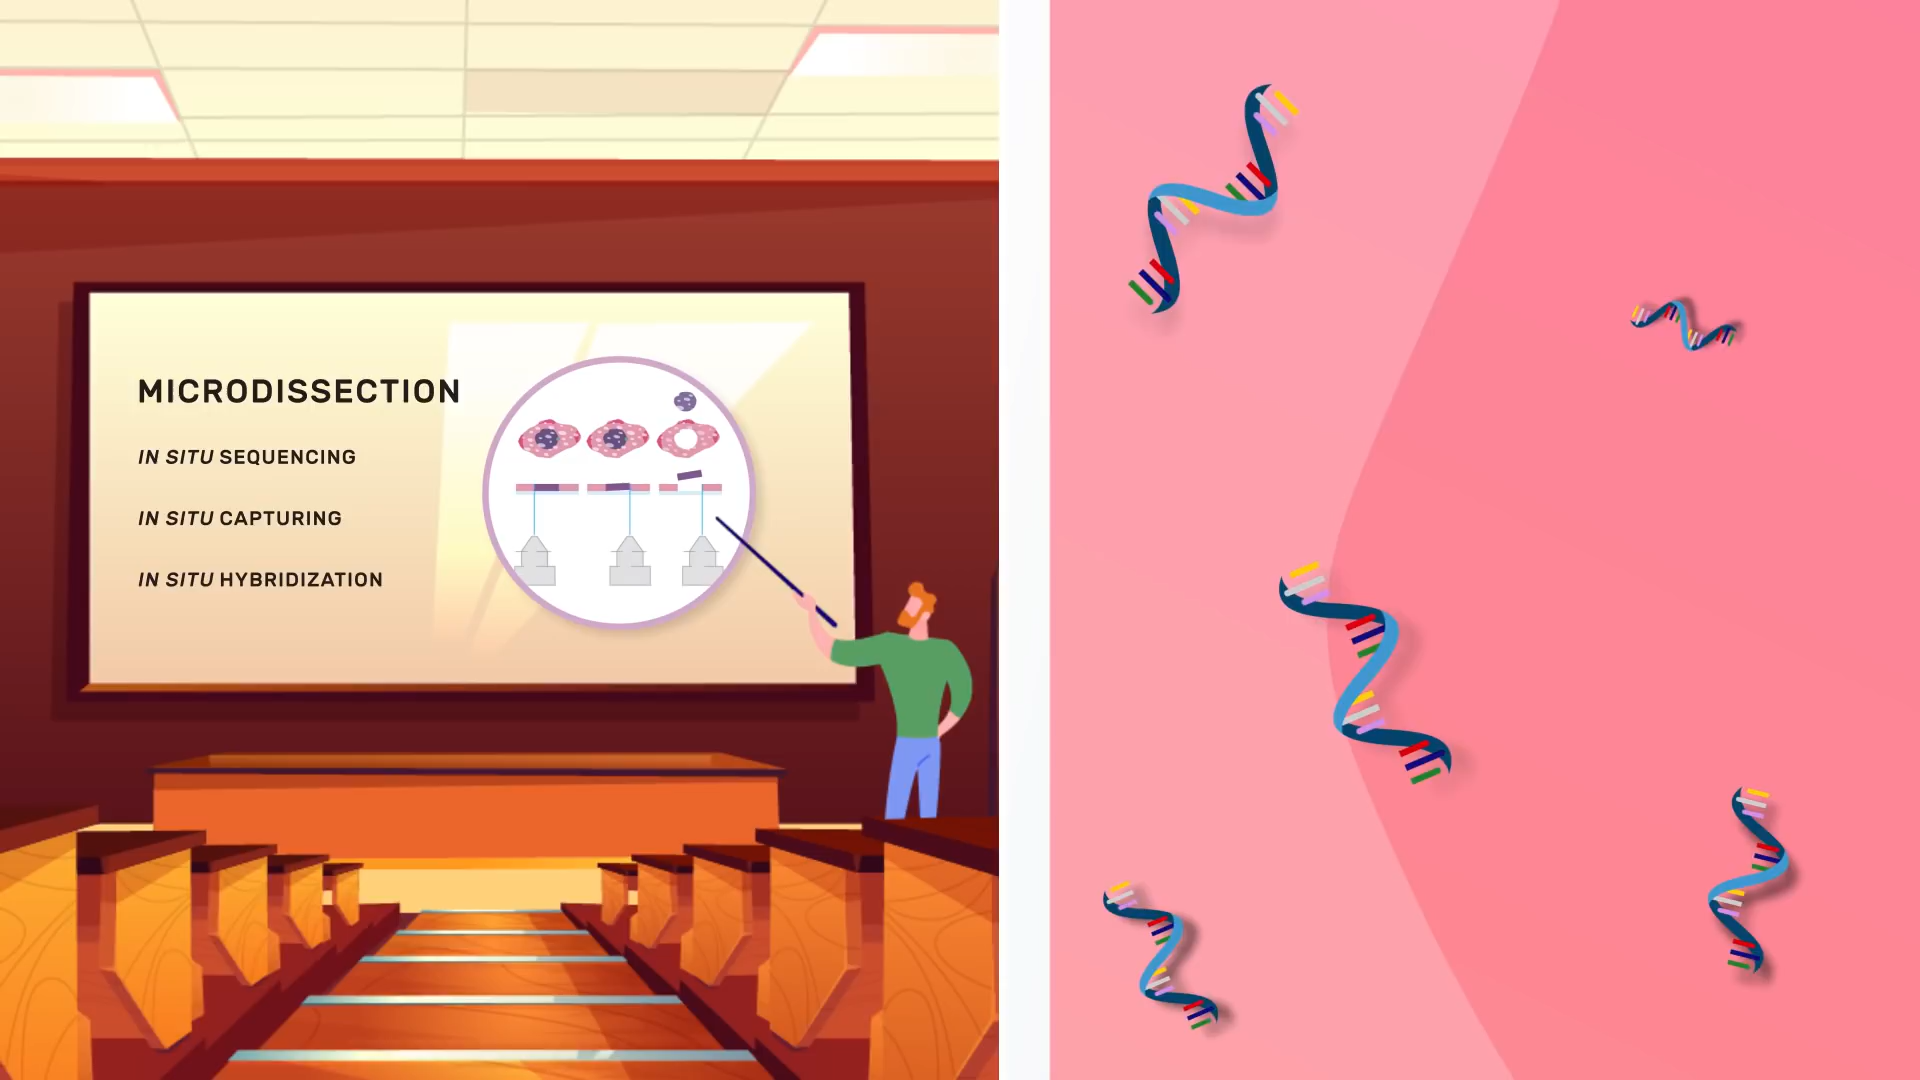 MICRODISSECTION
IN SITU SEQUENCING
IN SITU CAPTURING
IN SITU HYBRIDIZATION